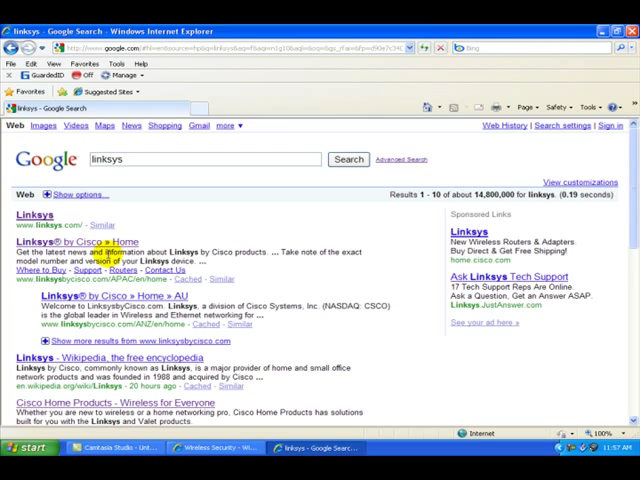 linksys - Google Search - Windows Internet Explorer
Bing
File Edit View Favorites Tools Help
GuardedID Off Manage
Favorites Suggested Sites
linksys - Google Search
Page Safety Tools
Web Images Videos Maps News Shopping Gmail more ▼
Web History | Search settings | Sign in
Google
linksys
Search
Advanced Search
View customizations
Web Show options...
Results 1 - 10 of about 14,800,000 for linksys. (0.19 seconds)
Linksys
www.linksys.com/ - Similar
Linksys® by Cisco » Home
Get the latest news and information about Linksys by Cisco products. ... Take note of the exact
model number and version of your Linksys device. ...
Where to Buy - Support - Routers - Contact Us
www.linksysbycisco.com/APAC/en/home - Cached - Similar
Linksys® by Cisco » Home » AU
Welcome to LinksysbyCisco.com. Linksys, a division of Cisco Systems, Inc. (NASDAQ: CSCO)
is the global leader in Wireless and Ethernet networking for ...
www.linksysbycisco.com/ANZ/en/home - Cached - Similar
Show more results from www.linksysbycisco.com
Linksys - Wikipedia, the free encyclopedia
Linksys by Cisco, commonly known as Linksys, is a major provider of home and small office
network products and was founded in 1988 and acquired by Cisco ...
en.wikipedia.org/wiki/Linksys - 20 hours ago - Cached - Similar
Cisco Home Products - Wireless for Everyone
Whether you are new to wireless or a home networking pro, Cisco Home Products has solutions
built for you with the Linksys and Valet products.
Sponsored Links
Linksys
New Wireless Routers & Adapters.
Buy Direct & Get Free Shipping!
home.cisco.com
Ask Linksys Tech Support
17 Tech Support Reps Are Online.
Ask a Question, Get an Answer ASAP.
Linksys.JustAnswer.com
See your ad here »
Internet
100%
start
Camtasia Studio - Unt...
Wireless Security - Wi...
linksys - Google Sear...
11:57 AM